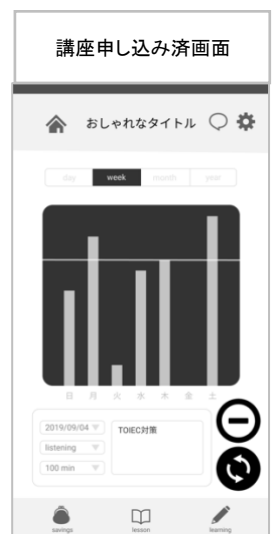 講座申し込み済画面
おしゃれなタイトル
day week month year
日 月 火 水 木 金 土
2019/09/04
TOIEC対策
listening
100 min
savings lesson learning